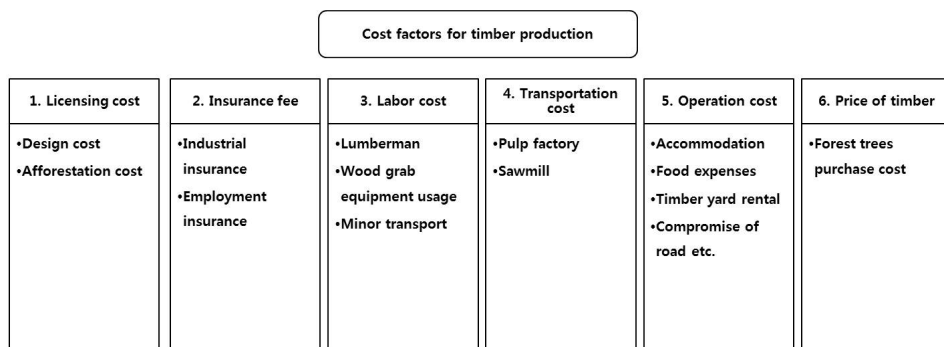 Cost factors for timber production
1. Licensing cost
•Design cost
•Afforestation cost
2. Insurance fee
•Industrial
insurance
•Employment
insurance
3. Labor cost
•Lumberman
•Wood grab
equipment usage
•Minor transport
4. Transportation
cost
•Pulp factory
•Sawmill
5. Operation cost
•Accommodation
•Food expenses
•Timber yard rental
•Compromise of
road etc.
6. Price of timber
•Forest trees
purchase cost